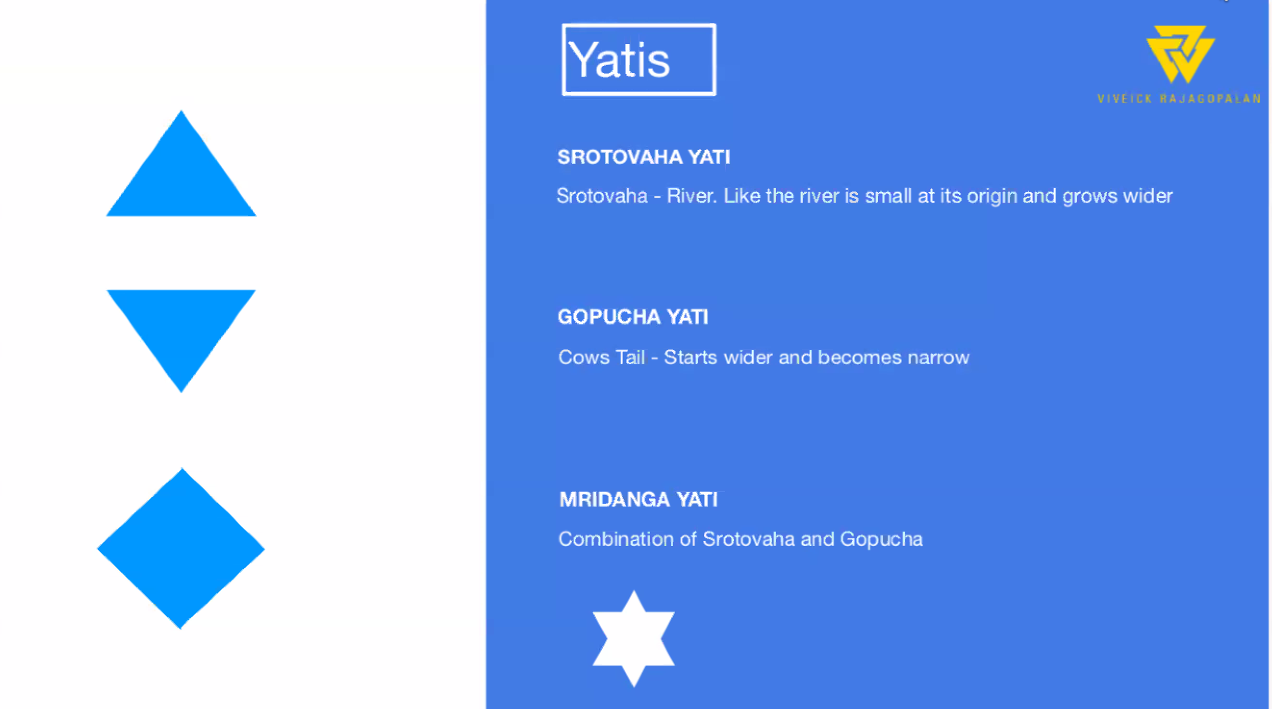 Yatis
VIVEICK RAJAGOPALAN
SROTOVAHA YATI
Srotovaha - River. Like the river is small at its origin and grows wider
GOPUCHA YATI
Cows Tail - Starts wider and becomes narrow
MRIDANGA YATI
Combination of Srotovaha and Gopucha